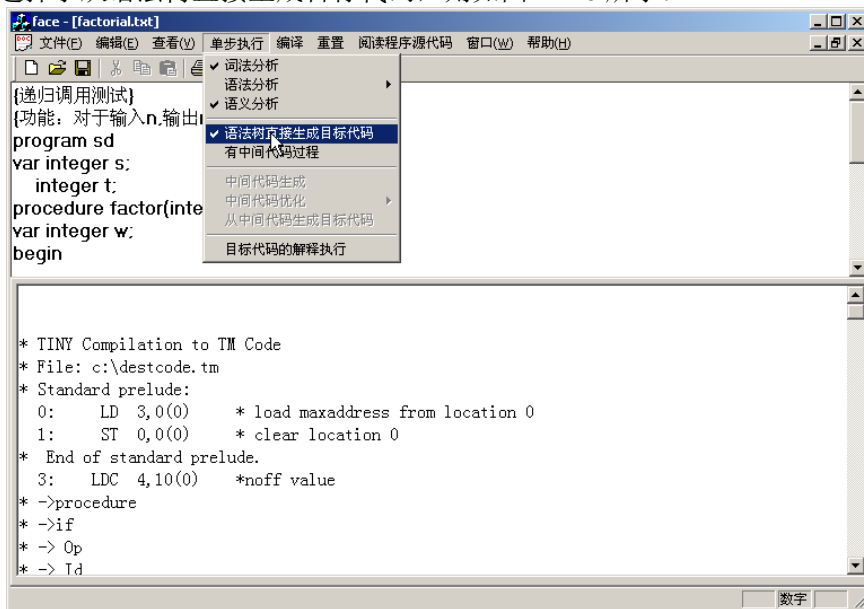 face - [factorial.txt]
文件(F) 编辑(E) 查看(V) 单步执行 编译 重置 阅读程序源代码 窗口(W) 帮助(H)
词法分析
语法分析
语义分析
语法树直接生成目标代码
有中间代码过程
中间代码生成
中间代码优化
从中间代码生成目标代码
目标代码的解释执行
{递归调用测试}
{功能：对于输入n,输出
program sd
var integer s;
integer t;
procedure factor(inte
var integer w;
begin
* TINY Compilation to TM Code
* File: c:\destcode.tm
* Standard prelude:
0: LD 3,0(0) * load maxaddress from location 0
1: ST 0,0(0) * clear location 0
* End of standard prelude.
3: LDC 4,10(0) *noff value
* ->procedure
* ->if
* -> Op
* -> Id
数字